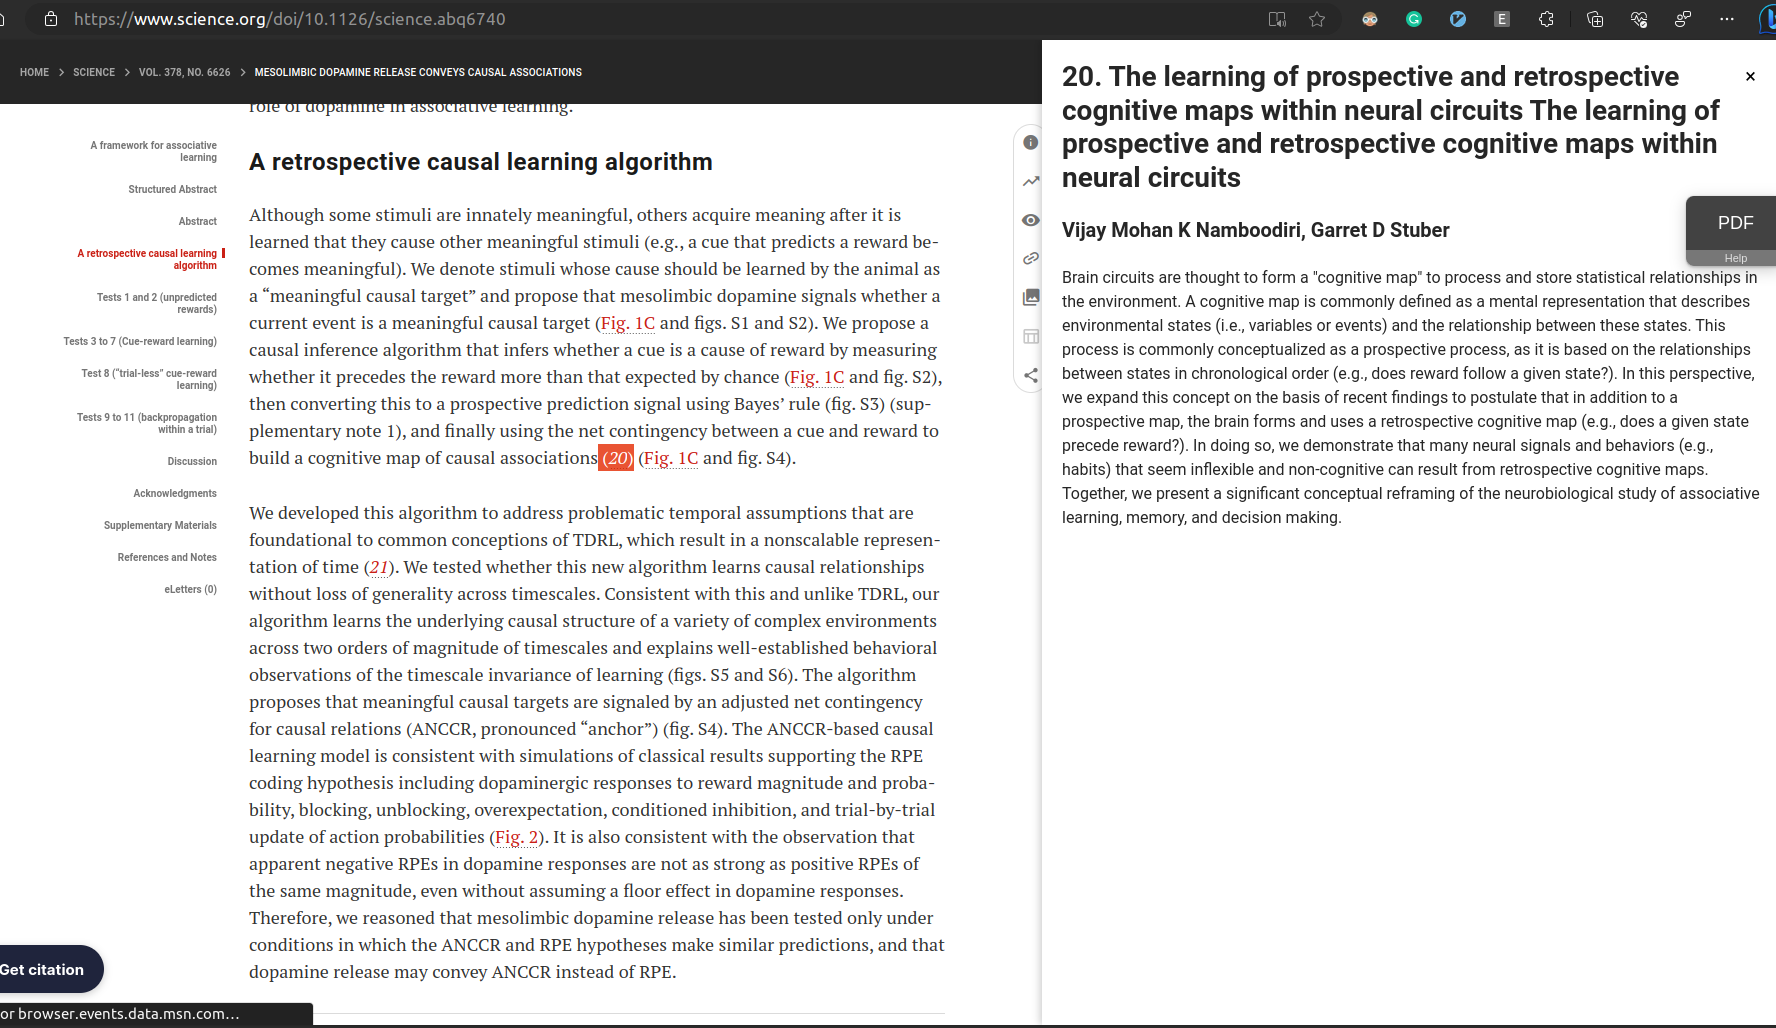 https://www.science.org/doi/10.1126/science.abq6740
HOME > SCIENCE > VOL. 378, NO. 6626 > MESOLIMBIC DOPAMINE RELEASE CONVEYS CAUSAL ASSOCIATIONS
role of dopamine in associative learning.
A framework for associative
learning
Structured Abstract
Abstract
A retrospective causal learning
algorithm
Tests 1 and 2 (unpredicted
rewards)
Tests 3 to 7 (Cue-reward learning)
Test 8 (“trial-less” cue-reward
learning)
Tests 9 to 11 (backpropagation
within a trial)
Discussion
Acknowledgments
Supplementary Materials
References and Notes
eLetters (0)
A retrospective causal learning algorithm
Although some stimuli are innately meaningful, others acquire meaning after it is
learned that they cause other meaningful stimuli (e.g., a cue that predicts a reward be-
comes meaningful). We denote stimuli whose cause should be learned by the animal as
a “meaningful causal target” and propose that mesolimbic dopamine signals whether a
current event is a meaningful causal target (Fig. 1C and figs. S1 and S2). We propose a
causal inference algorithm that infers whether a cue is a cause of reward by measuring
whether it precedes the reward more than that expected by chance (Fig. 1C and fig. S2),
then converting this to a prospective prediction signal using Bayes’ rule (fig. S3) (sup-
plementary note 1), and finally using the net contingency between a cue and reward to
build a cognitive map of causal associations (20) (Fig. 1C and fig. S4).
We developed this algorithm to address problematic temporal assumptions that are
foundational to common conceptions of TDRL, which result in a nonscalable represen-
tation of time (21). We tested whether this new algorithm learns causal relationships
without loss of generality across timescales. Consistent with this and unlike TDRL, our
algorithm learns the underlying causal structure of a variety of complex environments
across two orders of magnitude of timescales and explains well-established behavioral
observations of the timescale invariance of learning (figs. S5 and S6). The algorithm
proposes that meaningful causal targets are signaled by an adjusted net contingency
for causal relations (ANCCR, pronounced “anchor”) (fig. S4). The ANCCR-based causal
learning model is consistent with simulations of classical results supporting the RPE
coding hypothesis including dopaminergic responses to reward magnitude and proba-
bility, blocking, unblocking, overexpectation, conditioned inhibition, and trial-by-trial
update of action probabilities (Fig. 2). It is also consistent with the observation that
apparent negative RPEs in dopamine responses are not as strong as positive RPEs of
the same magnitude, even without assuming a floor effect in dopamine responses.
Therefore, we reasoned that mesolimbic dopamine release has been tested only under
conditions in which the ANCCR and RPE hypotheses make similar predictions, and that
dopamine release may convey ANCCR instead of RPE.
20. The learning of prospective and retrospective
cognitive maps within neural circuits The learning of
prospective and retrospective cognitive maps within
neural circuits
×
Vijay Mohan K Namboodiri, Garret D Stuber
PDF
Help
Brain circuits are thought to form a "cognitive map" to process and store statistical relationships in
the environment. A cognitive map is commonly defined as a mental representation that describes
environmental states (i.e., variables or events) and the relationship between these states. This
process is commonly conceptualized as a prospective process, as it is based on the relationships
between states in chronological order (e.g., does reward follow a given state?). In this perspective,
we expand this concept on the basis of recent findings to postulate that in addition to a
prospective map, the brain forms and uses a retrospective cognitive map (e.g., does a given state
precede reward?). In doing so, we demonstrate that many neural signals and behaviors (e.g.,
habits) that seem inflexible and non-cognitive can result from retrospective cognitive maps.
Together, we present a significant conceptual reframing of the neurobiological study of associative
learning, memory, and decision making.
Get citation
or browser.events.data.msn.com…